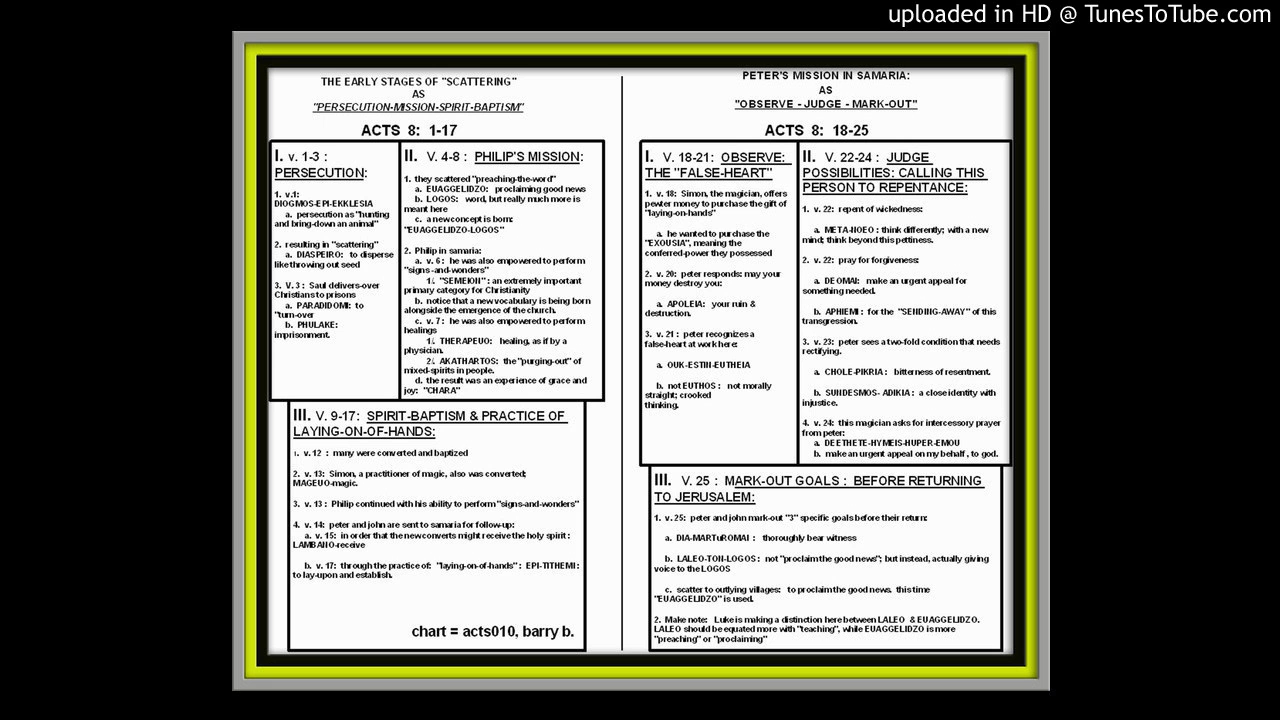 uploaded in HD @ TunesToTube.com
THE EARLY STAGES OF "SCATTERING"
AS
"PERSECUTION-MISSION-SPIRIT-BAPTISM"
ACTS 8: 1-17
I. v. 1-3 :
PERSECUTION:
1. v.1:
DIOGMOS-EPI-EKKLESIA
a. persecution as "hunting
and bring-down an animal"
2. resulting in "scattering"
a. DIASPEIRO: to disperse
like throwing out seed
3. V.3 : Saul delivers-over
Christians to prisons
a. PARADIDOMI: to
"turn-over
b. PHULAKE:
imprisonment.
II. V. 4-8 : PHILIP'S MISSION:
1. they scattered "preaching-the-word"
a. EUAGGELIDZO: proclaiming good news
b. LOGOS: word, but really much more is
meant here
c. a new concept is born:
"EUAGGELIDZO-LOGOS"
2. Philip in samaria:
a. v. 6 : he was also empowered to perform
"signs-and-wonders"
1\. "SEMEION" : an extremely important
primary category for Christianity
b. notice that a new vocabulary is being born
alongside the emergence of the church.
c. v. 7 : he was also empowered to perform
healings
1\. THERAPEUO: healing, as if by a
physician.
2\. AKATHARTOS: the "purging-out" of
mixed-spirits in people.
d. the result was an experience of grace and
joy: "CHARA"
III. V. 9-17: SPIRIT-BAPTISM & PRACTICE OF
LAYING-ON-OF-HANDS:
1. v.12 : many were converted and baptized
2. v. 13: Simon, a practitioner of magic, also was converted;
MAGEUO-magic.
3. v. 13 : Philip continued with his ability to perform "signs-and-wonders"
4. v. 14: peter and john are sent to samaria for follow-up:
a. v. 15: in order that the new converts might receive the holy spirit :
LAMBANO-receive
b. v. 17: through the practice of: "laying-on-of-hands" : EPI-TITHEMI :
to lay-upon and establish.
chart = acts010, barry b.
PETER'S MISSION IN SAMARIA:
AS
"OBSERVE - JUDGE - MARK-OUT"
ACTS 8: 18-25
I. V. 18-21: OBSERVE:
THE "FALSE-HEART"
1. v. 18: Simon, the magician, offers
pewter money to purchase the gift of
"laying-on-hands"
a. he wanted to purchase the
"EXOUSIA", meaning the
conferred-power they possessed
2. v. 20: peter responds: may your
money destroy you:
a. APOLEIA: your ruin &
destruction.
3. v. 21 : peter recognizes a
false-heart at work here:
a. OUK-ESTIN-EUTHEIA
b. not EUTHOS : not morally
straight; crooked
thinking.
II. V. 22-24 : JUDGE
POSSIBILITIES: CALLING THIS
PERSON TO REPENTANCE:
1. v. 22: repent of wickedness:
a. META-NOEO : think differently; with a new
mind; think beyond this pettiness.
2. v. 22: pray for forgiveness:
a. DEOMAI: make an urgent appeal for
something needed.
b. APHIEMI : for the "SENDING-AWAY" of this
transgression.
3. v. 23: peter sees a two-fold condition that needs
rectifying.
a. CHOLE-PIKRIA : bitterness of resentment.
b. SUNDESMOS- ADIKIA : a close identity with
injustice.
4. v. 24: this magician asks for intercessory prayer
from peter:
a. DEETHETE-HYMEIS-HUPER-EMOU
b. make an urgent appeal on my behalf , to god.
III. V. 25 : MARK-OUT GOALS : BEFORE RETURNING
TO JERUSALEM:
1. v. 25: peter and john mark-out "3" specific goals before their return:
a. DIA-MARTuROMAI : thoroughly bear witness
b. LALEO-TON-LOGOS : not "proclaim the good news"; but instead, actually giving
voice to the LOGOS
c. scatter to outlying villages: to proclaim the good news. this time
"EUAGGELIDZO" is used.
2. Make note: Luke is making a distinction here between LALEO & EUAGGELIDZO.
LALEO should be equated more with "teaching", while EUAGGELIDZO is more
"preaching" or "proclaiming"